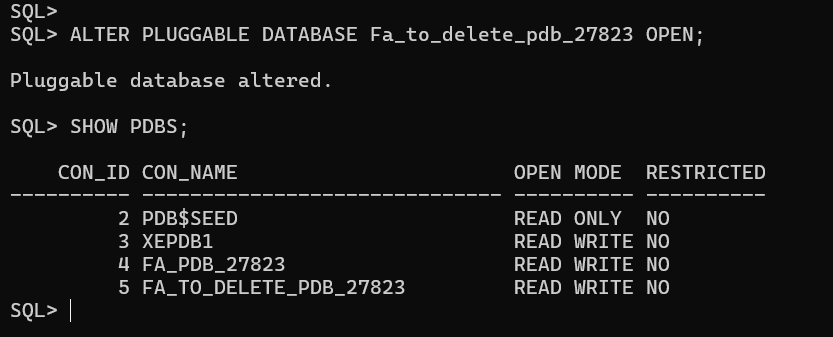 SQL>
SQL> ALTER PLUGGABLE DATABASE Fa_to_delete_pdb_27823 OPEN;
Pluggable database altered.
SQL> SHOW PDBS;
    CON_ID CON_NAME                       OPEN MODE  RESTRICTED
---------- ------------------------------ ---------- ----------
         2 PDB$SEED                       READ ONLY  NO
         3 XEPDB1                         READ WRITE NO
         4 FA_PDB_27823                   READ WRITE NO
         5 FA_TO_DELETE_PDB_27823         READ WRITE NO
SQL>